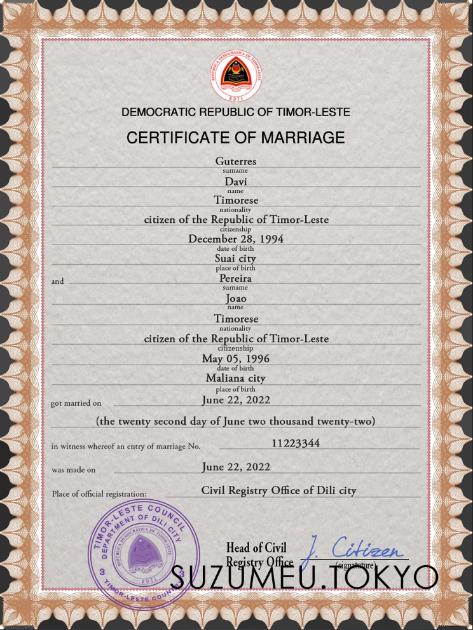 DEMOCRATIC REPUBLIC OF TIMOR-LESTE
CERTIFICATE OF MARRIAGE
Guterres
surname
Davi
name
Timorese
nationality
citizen of the Republic of Timor-Leste
citizenship
December 28, 1994
date of birth
Suai city
place of birth
and Pereira
surname
Joao
name
Timorese
nationality
citizen of the Republic of Timor-Leste
citizenship
May 05, 1996
date of birth
Maliana city
place of birth
got married on June 22, 2022
(the twenty second day of June two thousand twenty-two)
in witness whereof an entry of marriage No. 11223344
was made on June 22, 2022
Place of official registration: Civil Registry Office of Dili city
TIMOR-LESTE COUNCIL
DEPARTMENT OF DILI CITY
3
TIMOR-LESTE COUNCIL
Head of Civil
Registry Office
J. Citizen
(signature)
SUZUMEU.TOKYO